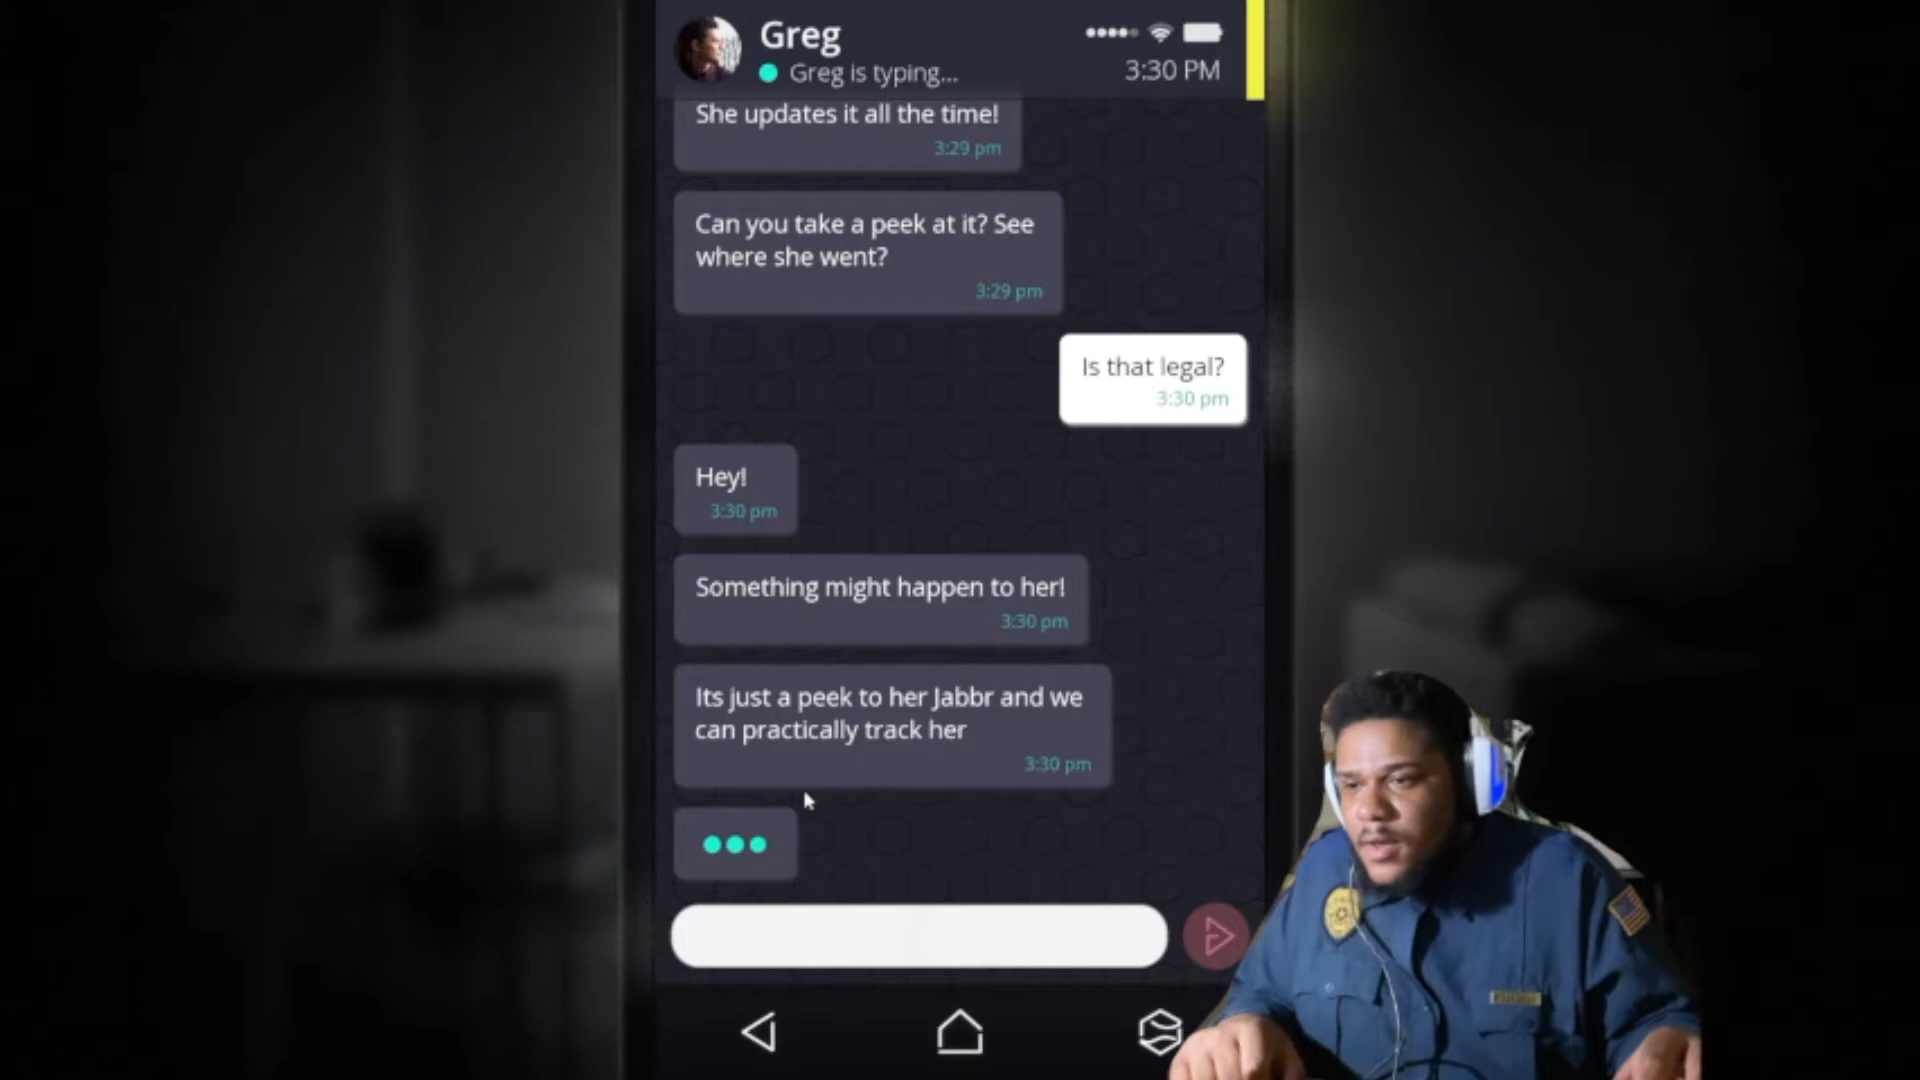 Greg
Greg is typing...
3:30 PM
She updates it all the time!
3:29 pm
Can you take a peek at it? See
where she went?
3:29 pm
Is that legal?
3:30 pm
Hey!
3:30 pm
Something might happen to her!
3:30 pm
Its just a peek to her Jabbr and we
can practically track her
3:30 pm